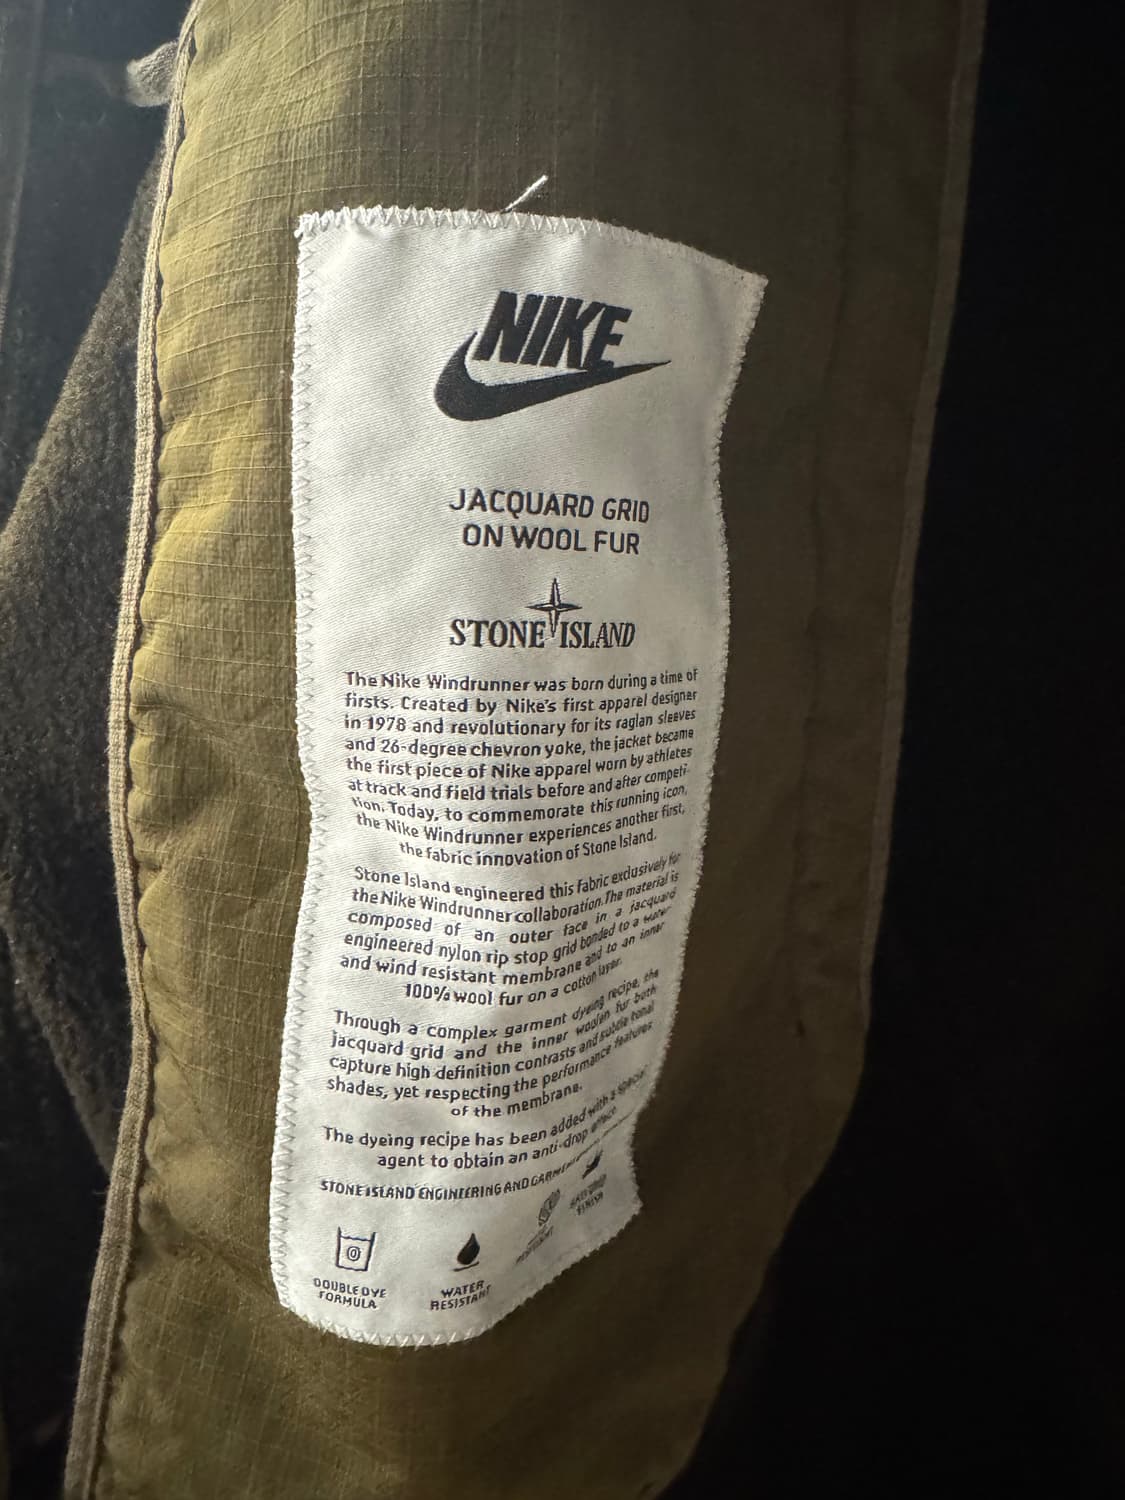 NIKE
JACQUARD GRID
ON WOOL FUR
STONE ISLAND
The Nike Windrunner was born during a time of
firsts. Created by Nike's first apparel designer
in 1978 and revolutionary for its raglan sleeves
and 26-degree chevron yoke, the jacket became
the first piece of Nike apparel worn by athletes
at track and field trials before and after competi-
tion. Today, to commemorate this running icon,
the Nike Windrunner experiences another first,
the fabric innovation of Stone Island.
Stone Island engineered this fabric exclusively for
the Nike Windrunner collaboration. The material is
composed of an outer face in a jacquard
engineered nylon rip stop grid bonded to a water
and wind resistant membrane and to an inner
100% wool fur on a cotton layer.
Through a complex garment dyeing recipe, the
jacquard grid and the inner woolen fur both
capture high definition contrasts and subtle tonal
shades, yet respecting the performance features
of the membrane.
The dyeing recipe has been added with a special
agent to obtain an anti-drop effect.
STONE ISLAND ENGINEERING AND
DOUBLE DYE
FORMULA
WATER
RESISTANT
RESISTANT
FINISH